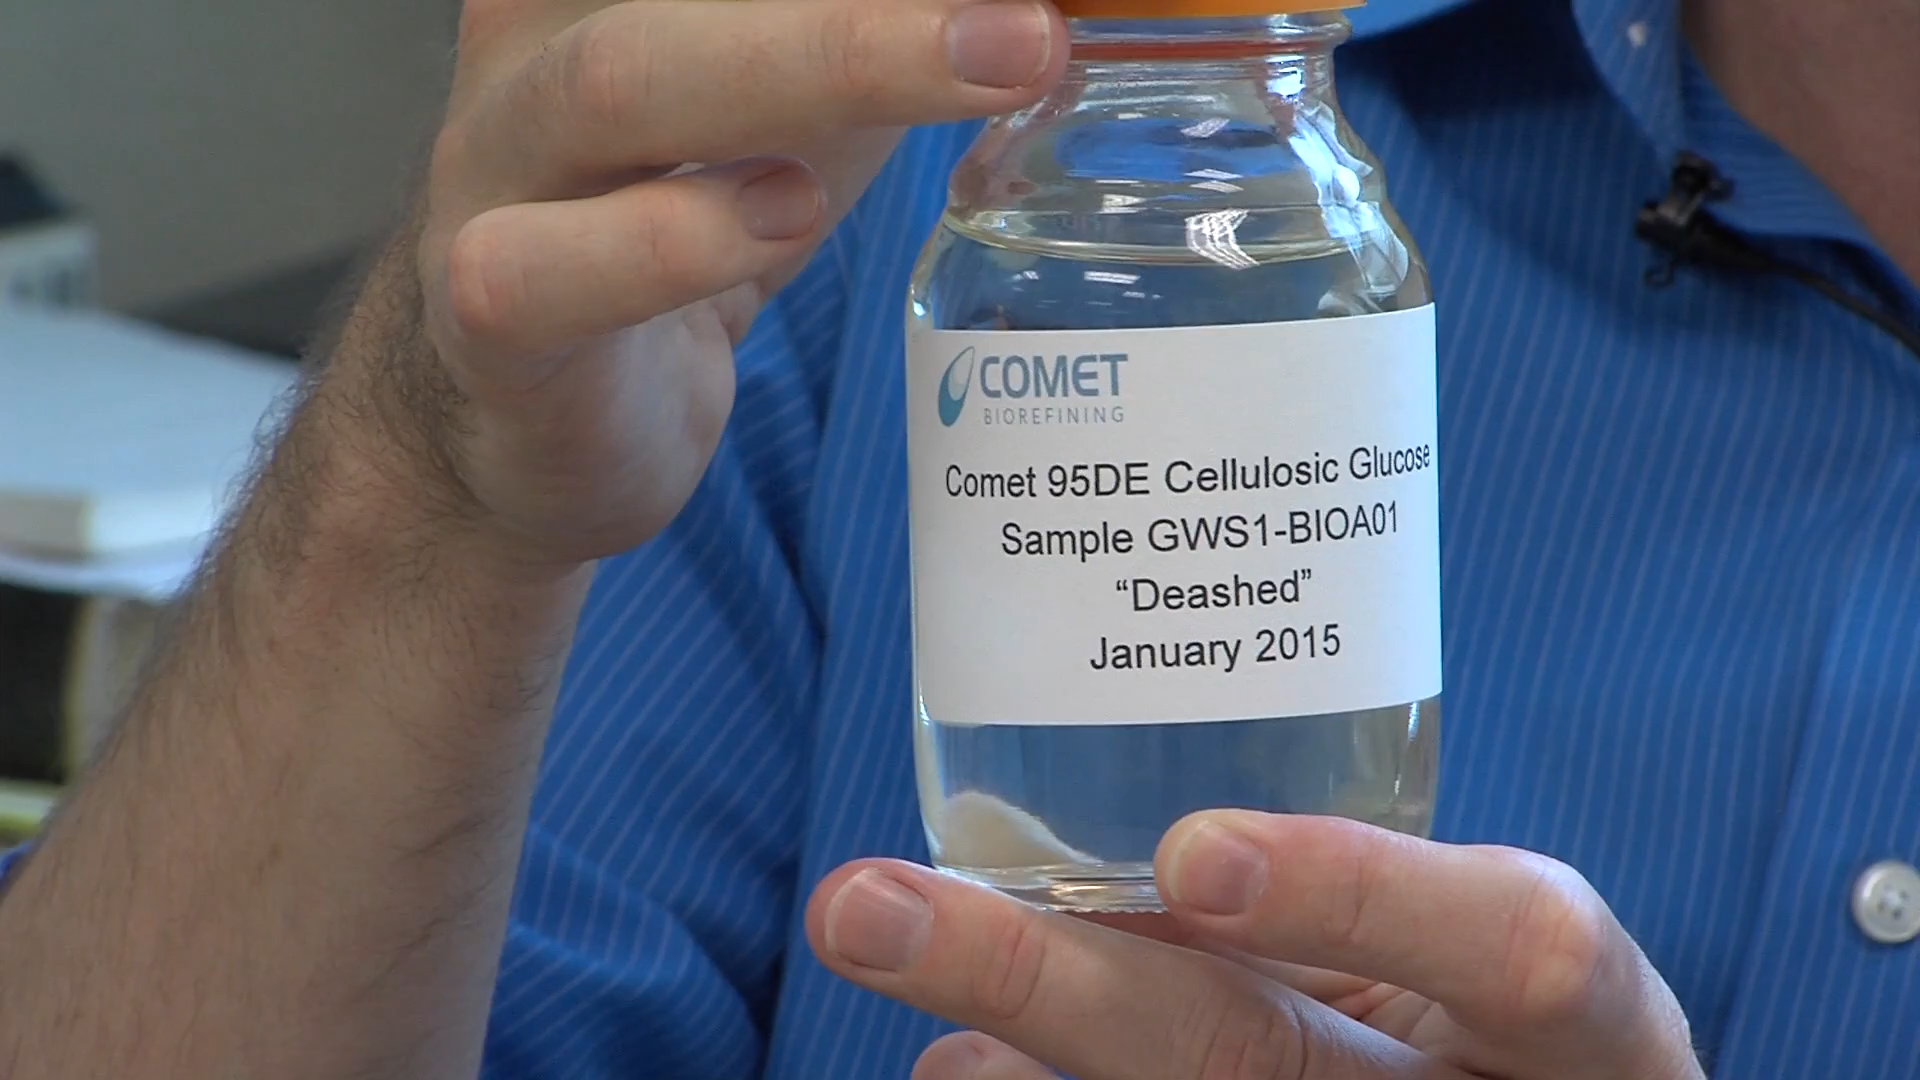 COMET
BIOREFINING
Comet 95DE Cellulosic Glucose
Sample GWS1-BIOA01
“Deashed”
January 2015